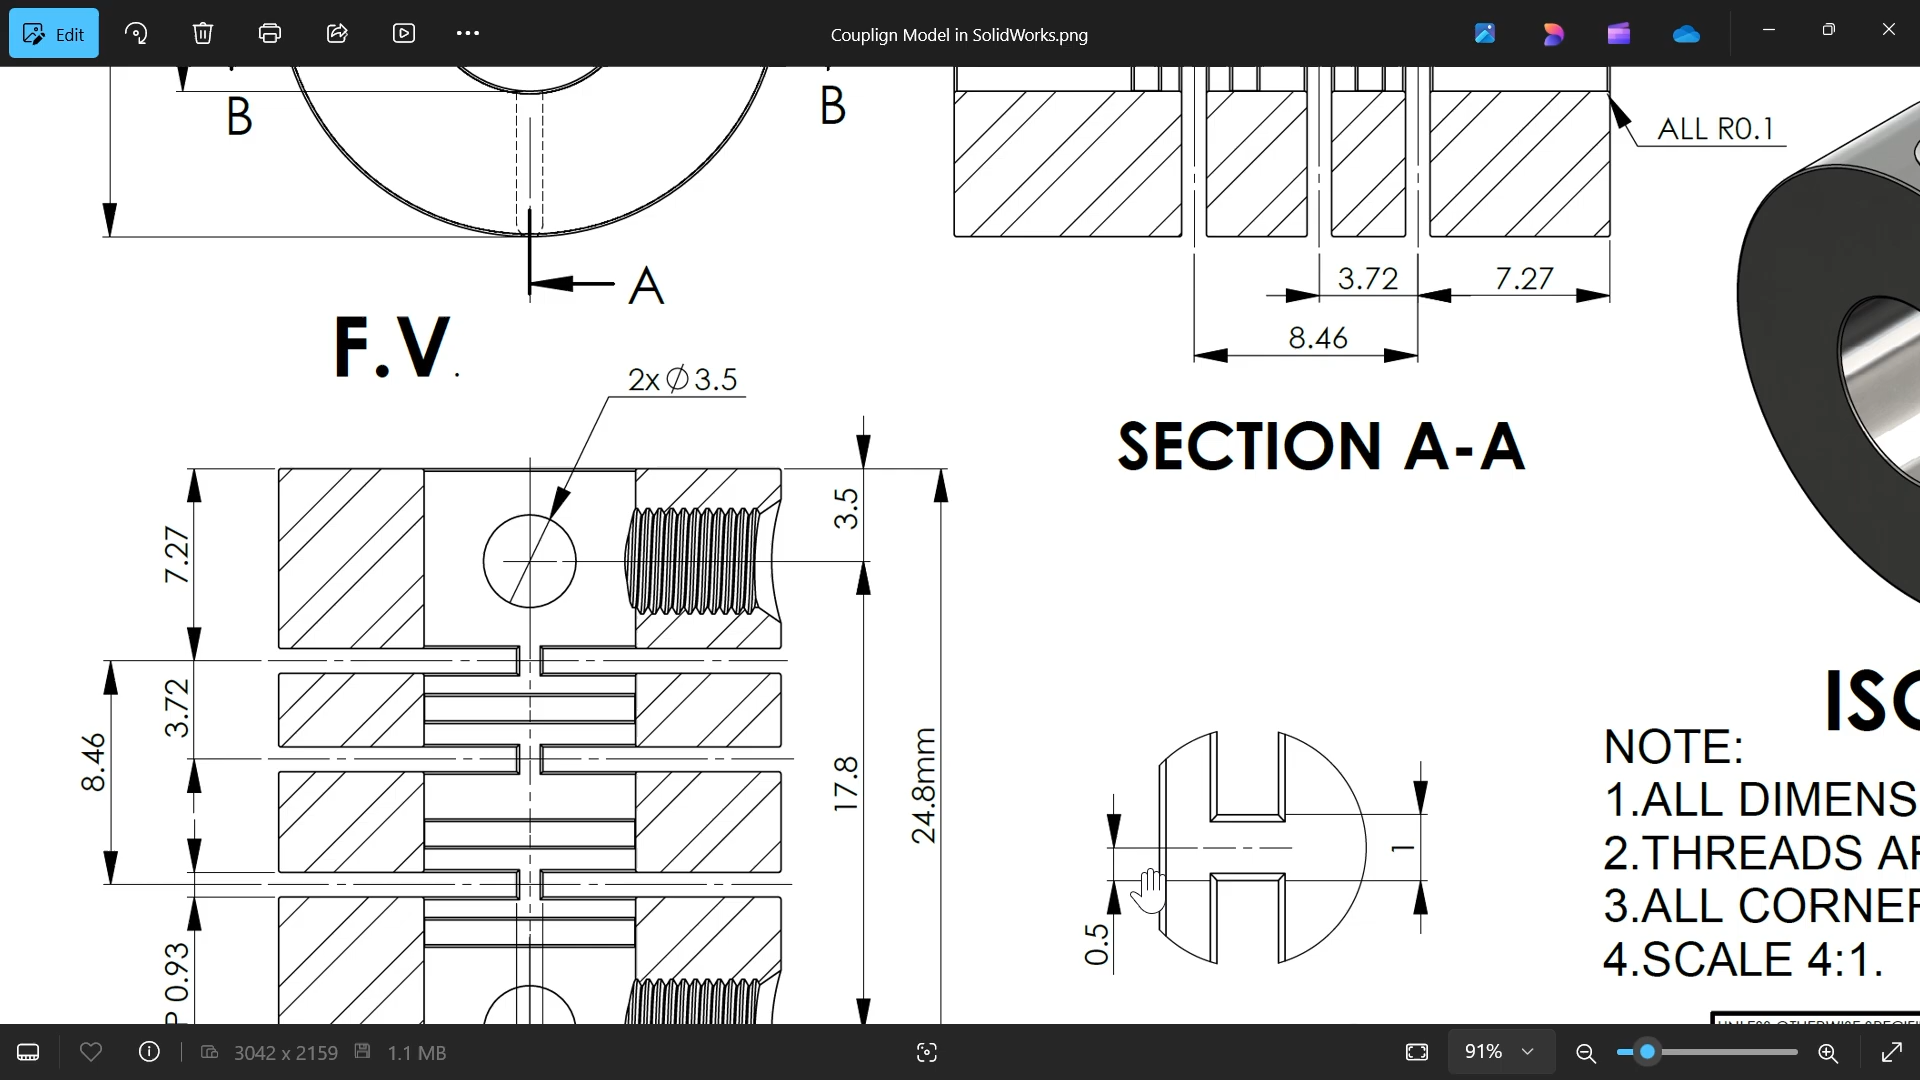 Edit
Couplign Model in SolidWorks.png
B
B
ALL R0.1
A
3.72
7.27
8.46
F.V.
2x Ø 3.5
SECTION A-A
3.5
7.27
3.72
8.46
17.8
24.8mm
0.93
0.5
1
ISO
NOTE:
1.ALL DIMENS
2.THREADS AR
3.ALL CORNER
4.SCALE 4:1.
3042 x 2159
1.1 MB
91%